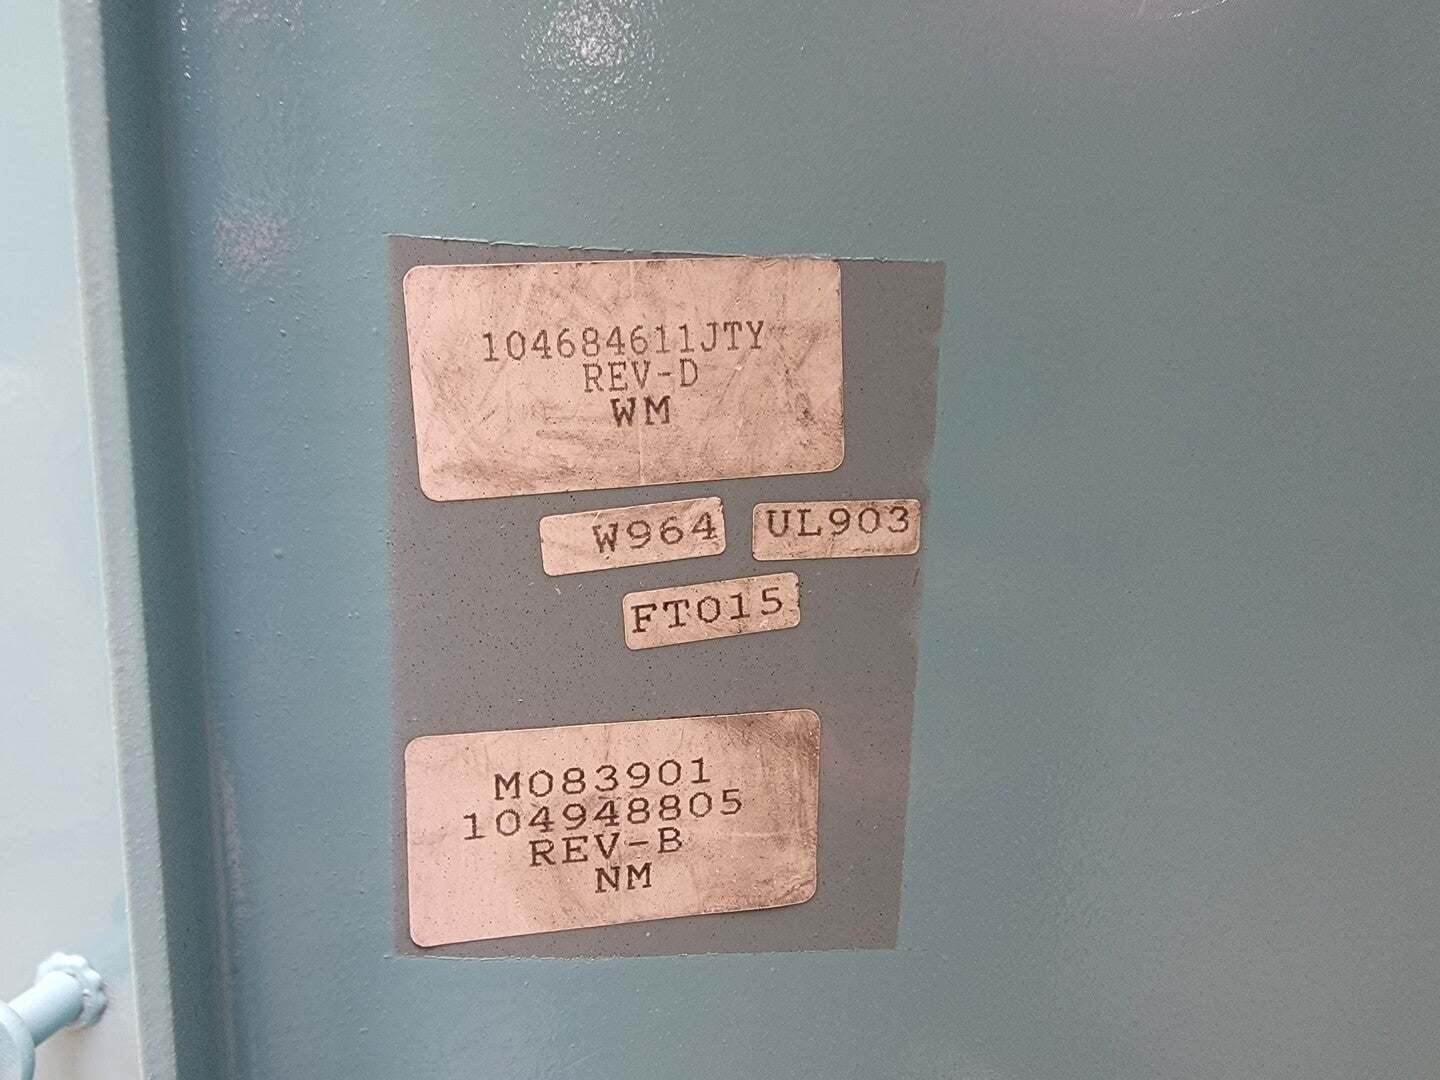 104684611JTY
REV-D
WM
W964
UL903
FT015
M083901
104948805
REV-B
NM